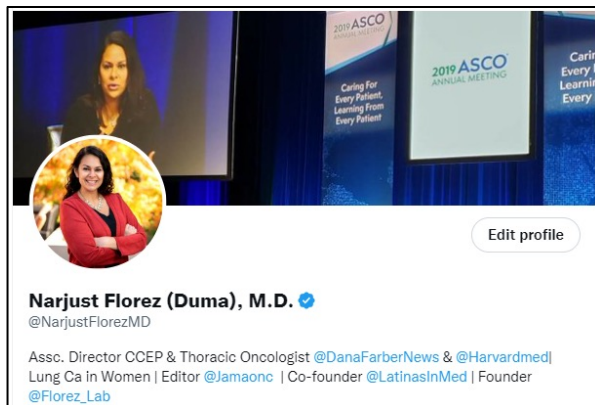 2019 ASCO
ANNUAL MEETING
Caring For
Every Patient,
Learning From
Every Patient
2019 ASCO
ANNUAL MEETING
Caring
Every
Learning
Every
Edit profile
Narjust Florez (Duma), M.D.
@NarjustFlorezMD
Assc. Director CCEP & Thoracic Oncologist @DanaFarberNews & @Harvardmed|
Lung Ca in Women | Editor @Jamaonc | Co-founder @LatinasInMed | Founder
@Florez_Lab